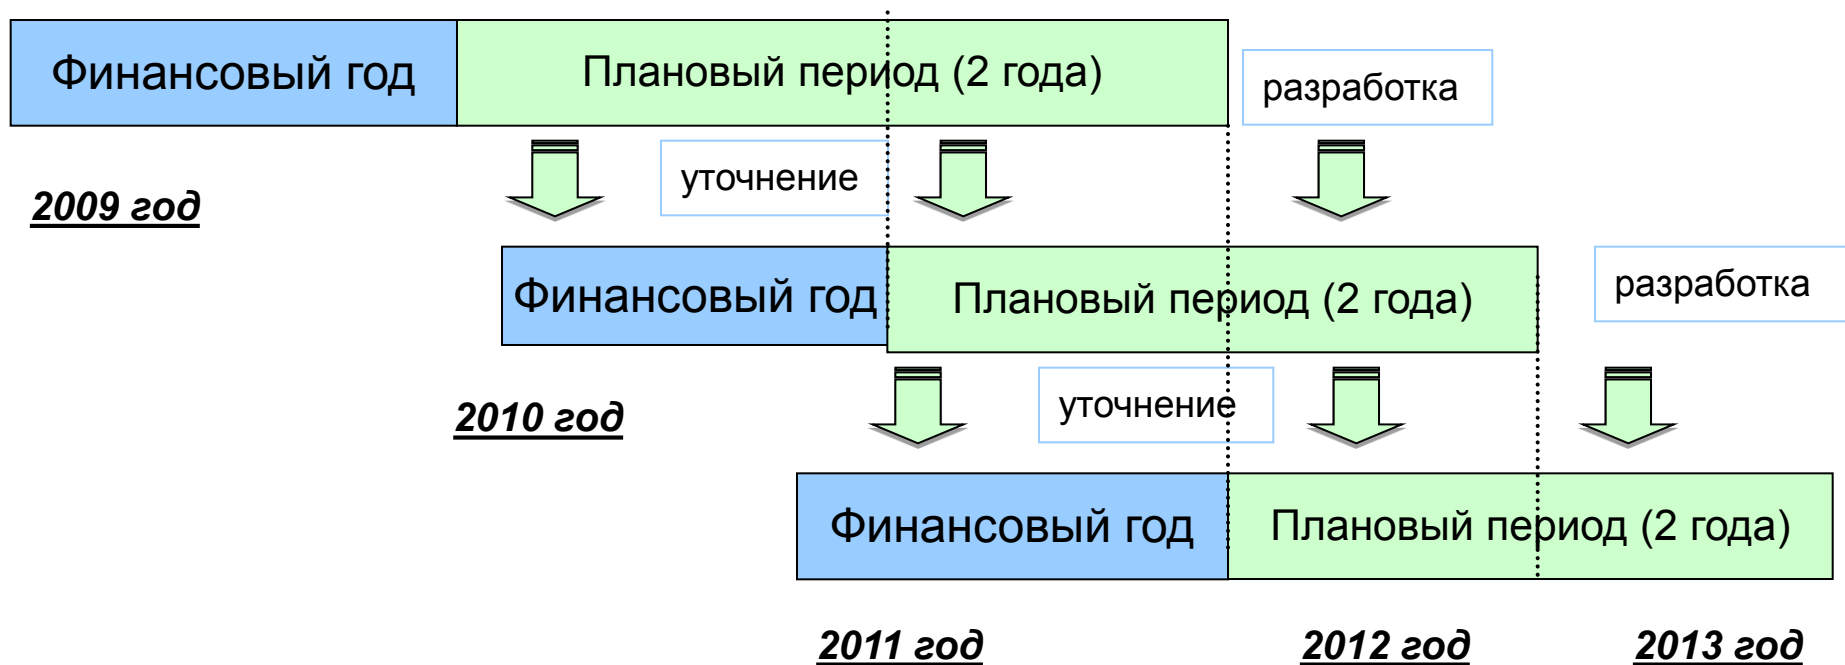 Финансовый год
Плановый период (2 года)
разработка
уточнение
2009 год
Финансовый год
Плановый период (2 года)
разработка
уточнение
2010 год
Финансовый год
Плановый период (2 года)
2011 год
2012 год
2013 год